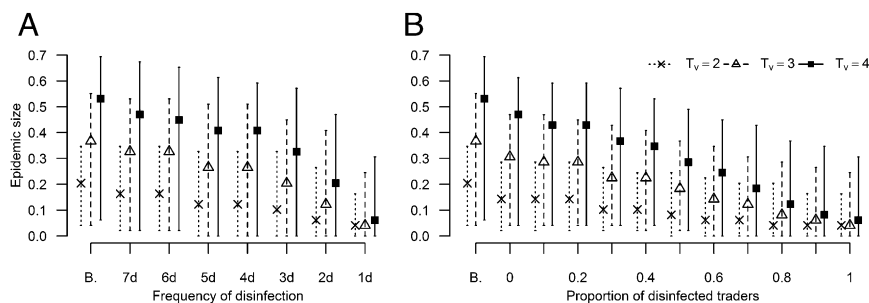 A
B
Epidemic size
0.7
0.6
0.5
0.4
0.3
0.2
0.1
0.0
B. 7d 6d 5d 4d 3d 2d 1d
Frequency of disinfection
0.7
0.6
0.5
0.4
0.3
0.2
0.1
0.0
Tv = 2 Tv = 3 Tv = 4
B. 0 0.2 0.4 0.6 0.8 1
Proportion of disinfected traders